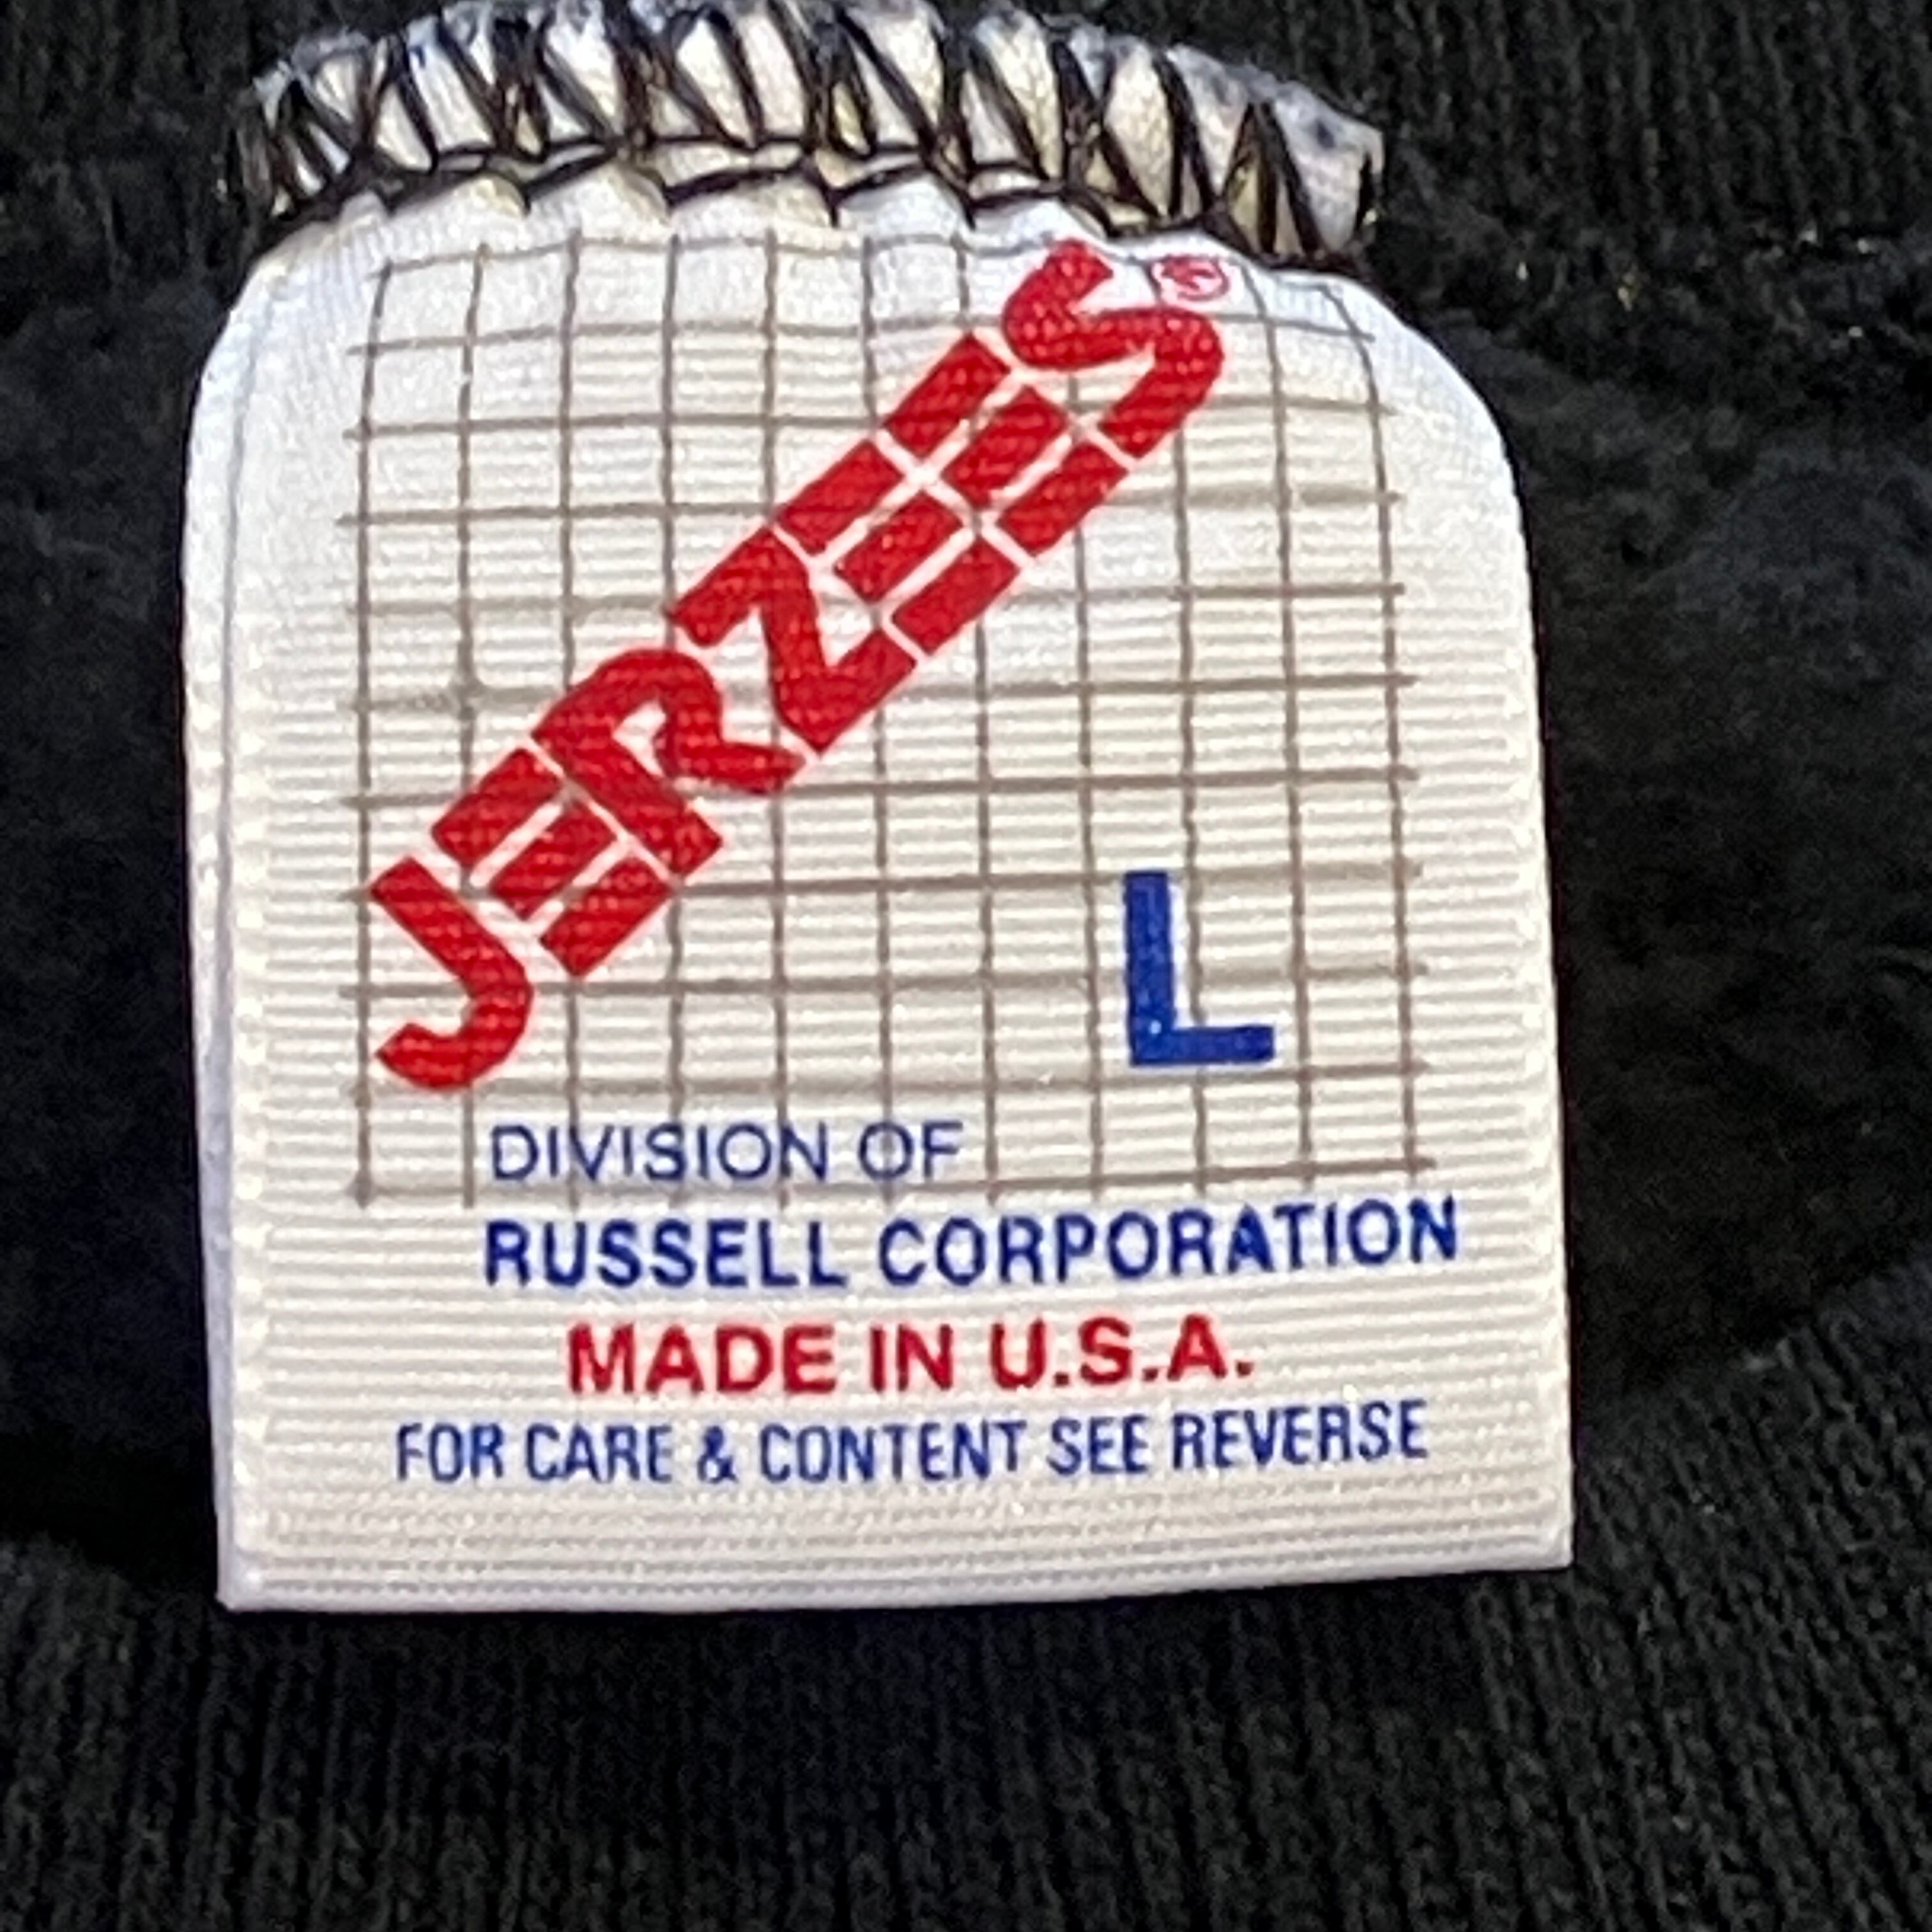 JERZEES®
L
DIVISION OF
RUSSELL CORPORATION
MADE IN U.S.A.
FOR CARE & CONTENT SEE REVERSE